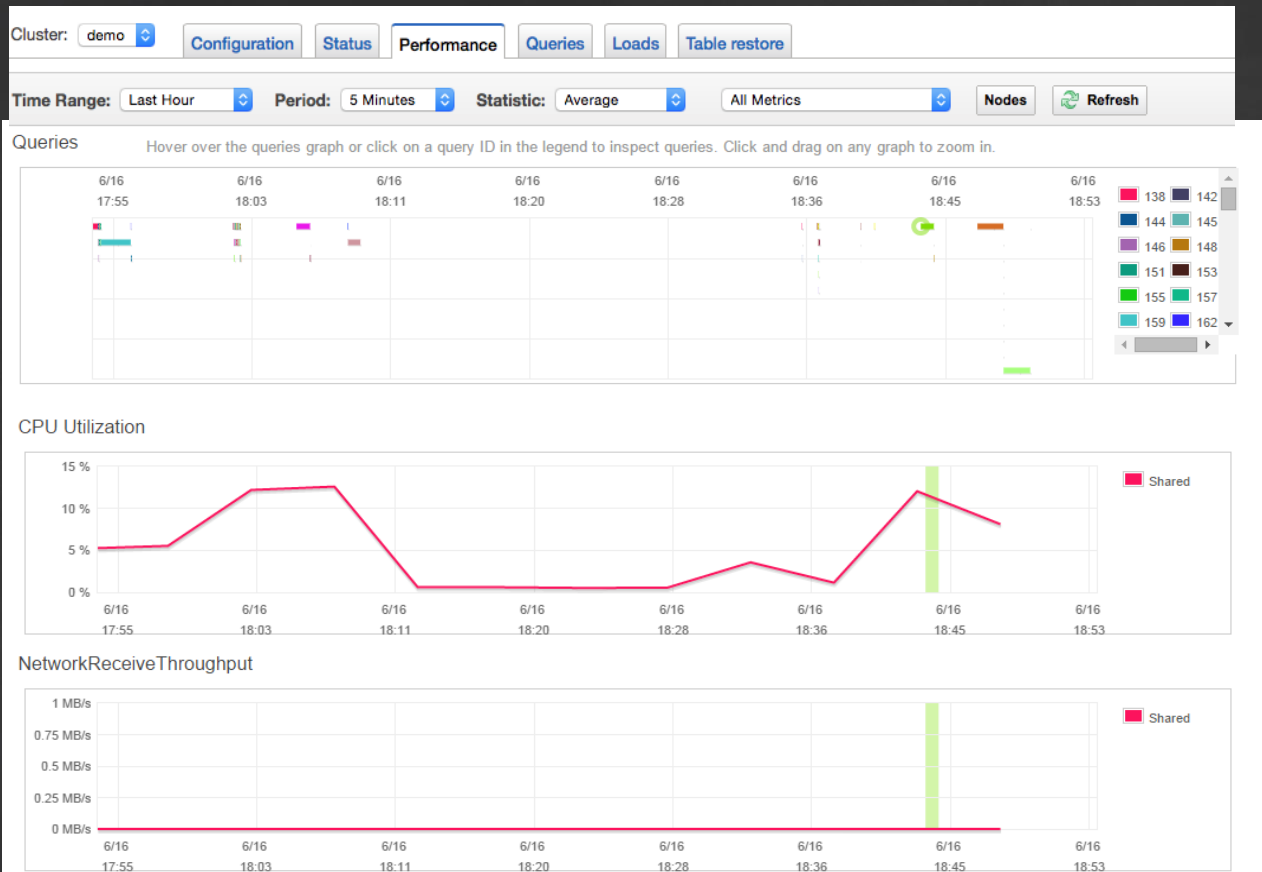 Cluster: demo Configuration Status Performance Queries Loads Table restore
Time Range: Last Hour Period: 5 Minutes Statistic: Average All Metrics Nodes Refresh
Queries Hover over the queries graph or click on a query ID in the legend to inspect queries. Click and drag on any graph to zoom in.
6/16 6/16 6/16 6/16 6/16 6/16 6/16 6/16
17:55 18:03 18:11 18:20 18:28 18:36 18:45 18:53
138 142
144 145
146 148
151 153
155 157
159 162
CPU Utilization
15 %
10 %
5 %
0 %
6/16 6/16 6/16 6/16 6/16 6/16 6/16 6/16
17:55 18:03 18:11 18:20 18:28 18:36 18:45 18:53
Shared
NetworkReceiveThroughput
1 MB/s
0.75 MB/s
0.5 MB/s
0.25 MB/s
0 MB/s
6/16 6/16 6/16 6/16 6/16 6/16 6/16 6/16
17:55 18:03 18:11 18:20 18:28 18:36 18:45 18:53
Shared